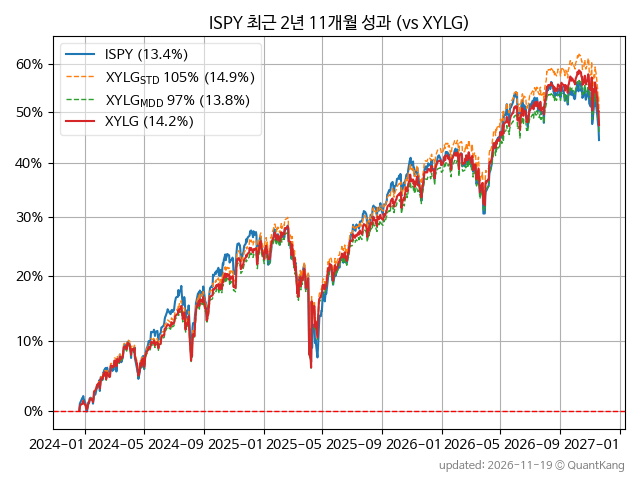 ISPY 최근 2년 11개월 성과 (vs XYLG)
ISPY (13.4%)
XYLG_STD 105% (14.9%)
XYLG_MDD 97% (13.8%)
XYLG (14.2%)
60%
50%
40%
30%
20%
10%
0%
2024-01 2024-05 2024-09 2025-01 2025-05 2025-09 2026-01 2026-05 2026-09 2027-01
updated: 2026-11-19 © QuantKang